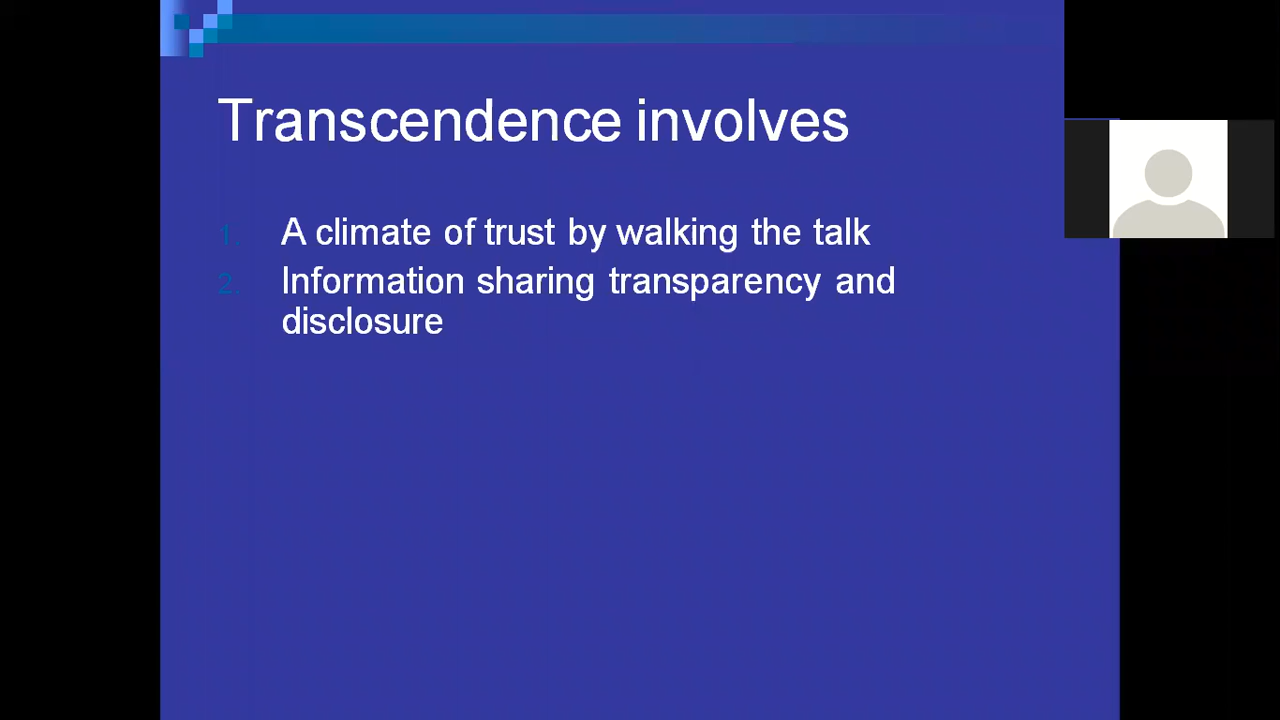 Transcendence involves
1. A climate of trust by walking the talk
2. Information sharing transparency and
disclosure